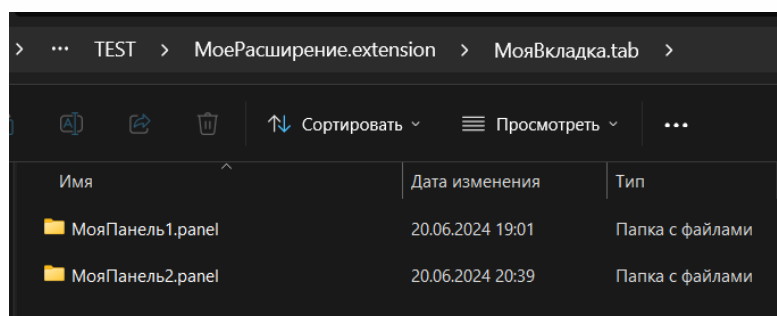 > ... TEST > МоеРасширение.extension > МояВкладка.tab >
Сортировать Просмотреть ...
Имя Дата изменения Тип
МояПанель1.panel 20.06.2024 19:01 Папка с файлами
МояПанель2.panel 20.06.2024 20:39 Папка с файлами